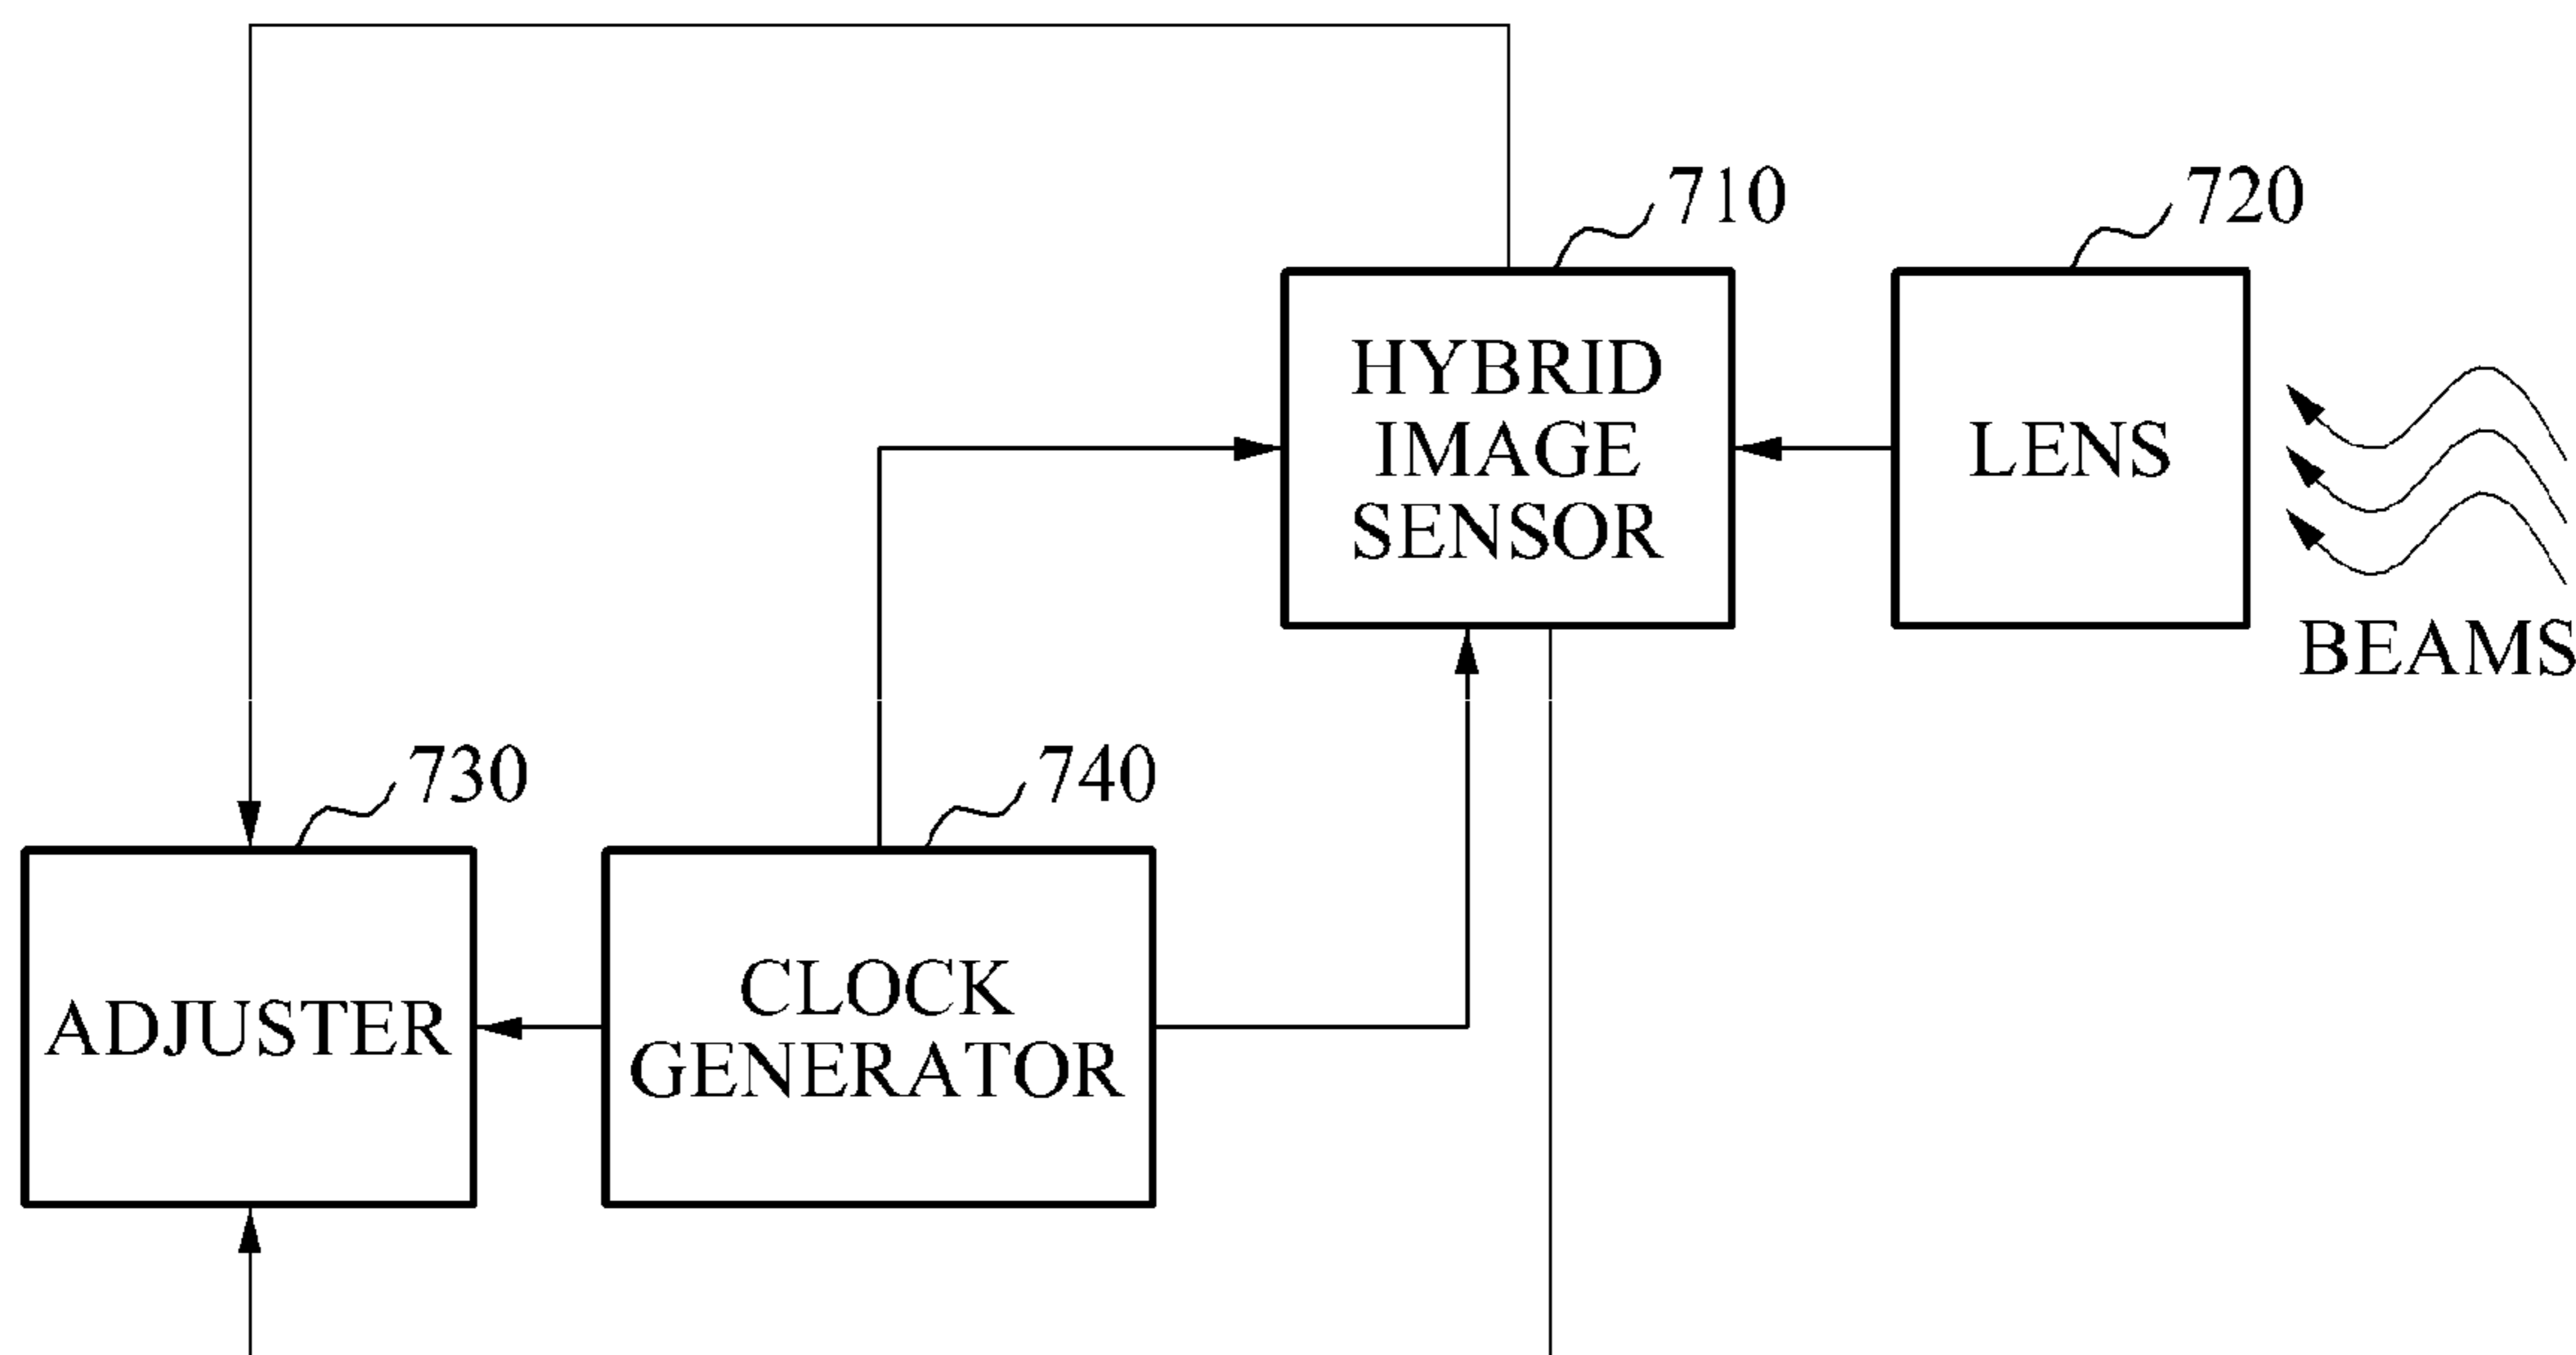 710
720
HYBRID
IMAGE
SENSOR
LENS
BEAMS
730
740
ADJUSTER
CLOCK
GENERATOR